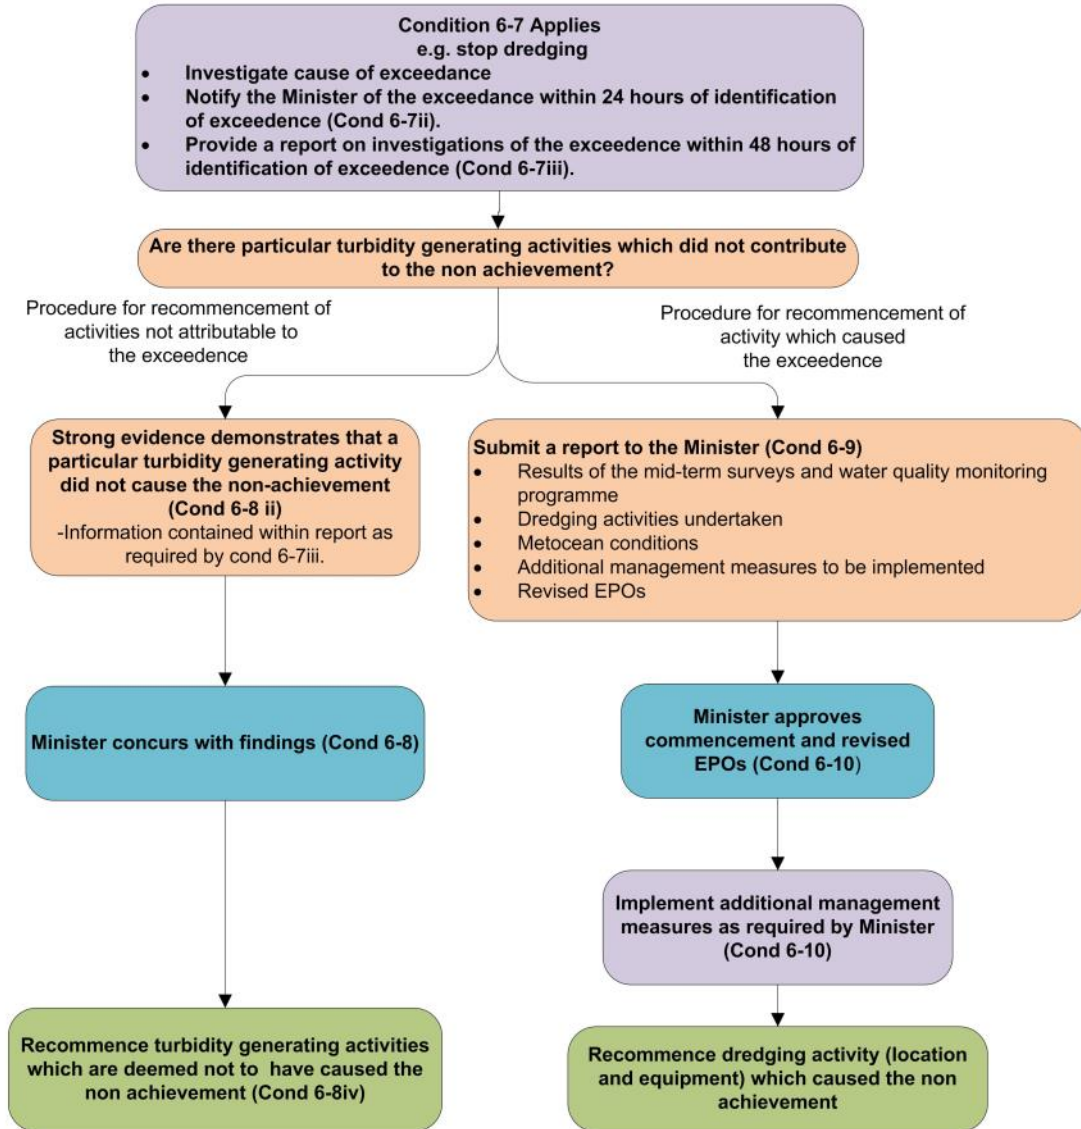 Condition 6-7 Applies
e.g. stop dredging
• Investigate cause of exceedance
• Notify the Minister of the exceedance within 24 hours of identification
of exceedence (Cond 6-7ii).
• Provide a report on investigations of the exceedence within 48 hours of
identification of exceedence (Cond 6-7iii).
Are there particular turbidity generating activities which did not contribute
to the non achievement?
Procedure for recommencement of
activities not attributable to
the exceedence
Procedure for recommencement of
activity which caused
the exceedence
Strong evidence demonstrates that a
particular turbidity generating activity
did not cause the non-achievement
(Cond 6-8 ii)
-Information contained within report as
required by cond 6-7iii.
Submit a report to the Minister (Cond 6-9)
• Results of the mid-term surveys and water quality monitoring
programme
• Dredging activities undertaken
• Metocean conditions
• Additional management measures to be implemented
• Revised EPOs
Minister concurs with findings (Cond 6-8)
Minister approves
commencement and revised
EPOs (Cond 6-10)
Implement additional management
measures as required by Minister
(Cond 6-10)
Recommence turbidity generating activities
which are deemed not to have caused the
non achievement (Cond 6-8iv)
Recommence dredging activity (location
and equipment) which caused the non
achievement